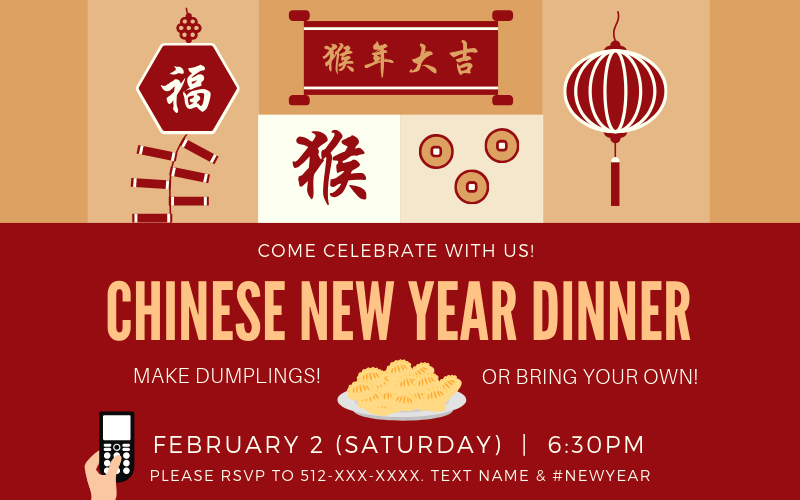 福
猴年大吉
猴
COME CELEBRATE WITH US!
CHINESE NEW YEAR DINNER
MAKE DUMPLINGS!
OR BRING YOUR OWN!
FEBRUARY 2 (SATURDAY) | 6:30PM
PLEASE RSVP TO 512-XXX-XXXX. TEXT NAME & #NEWYEAR